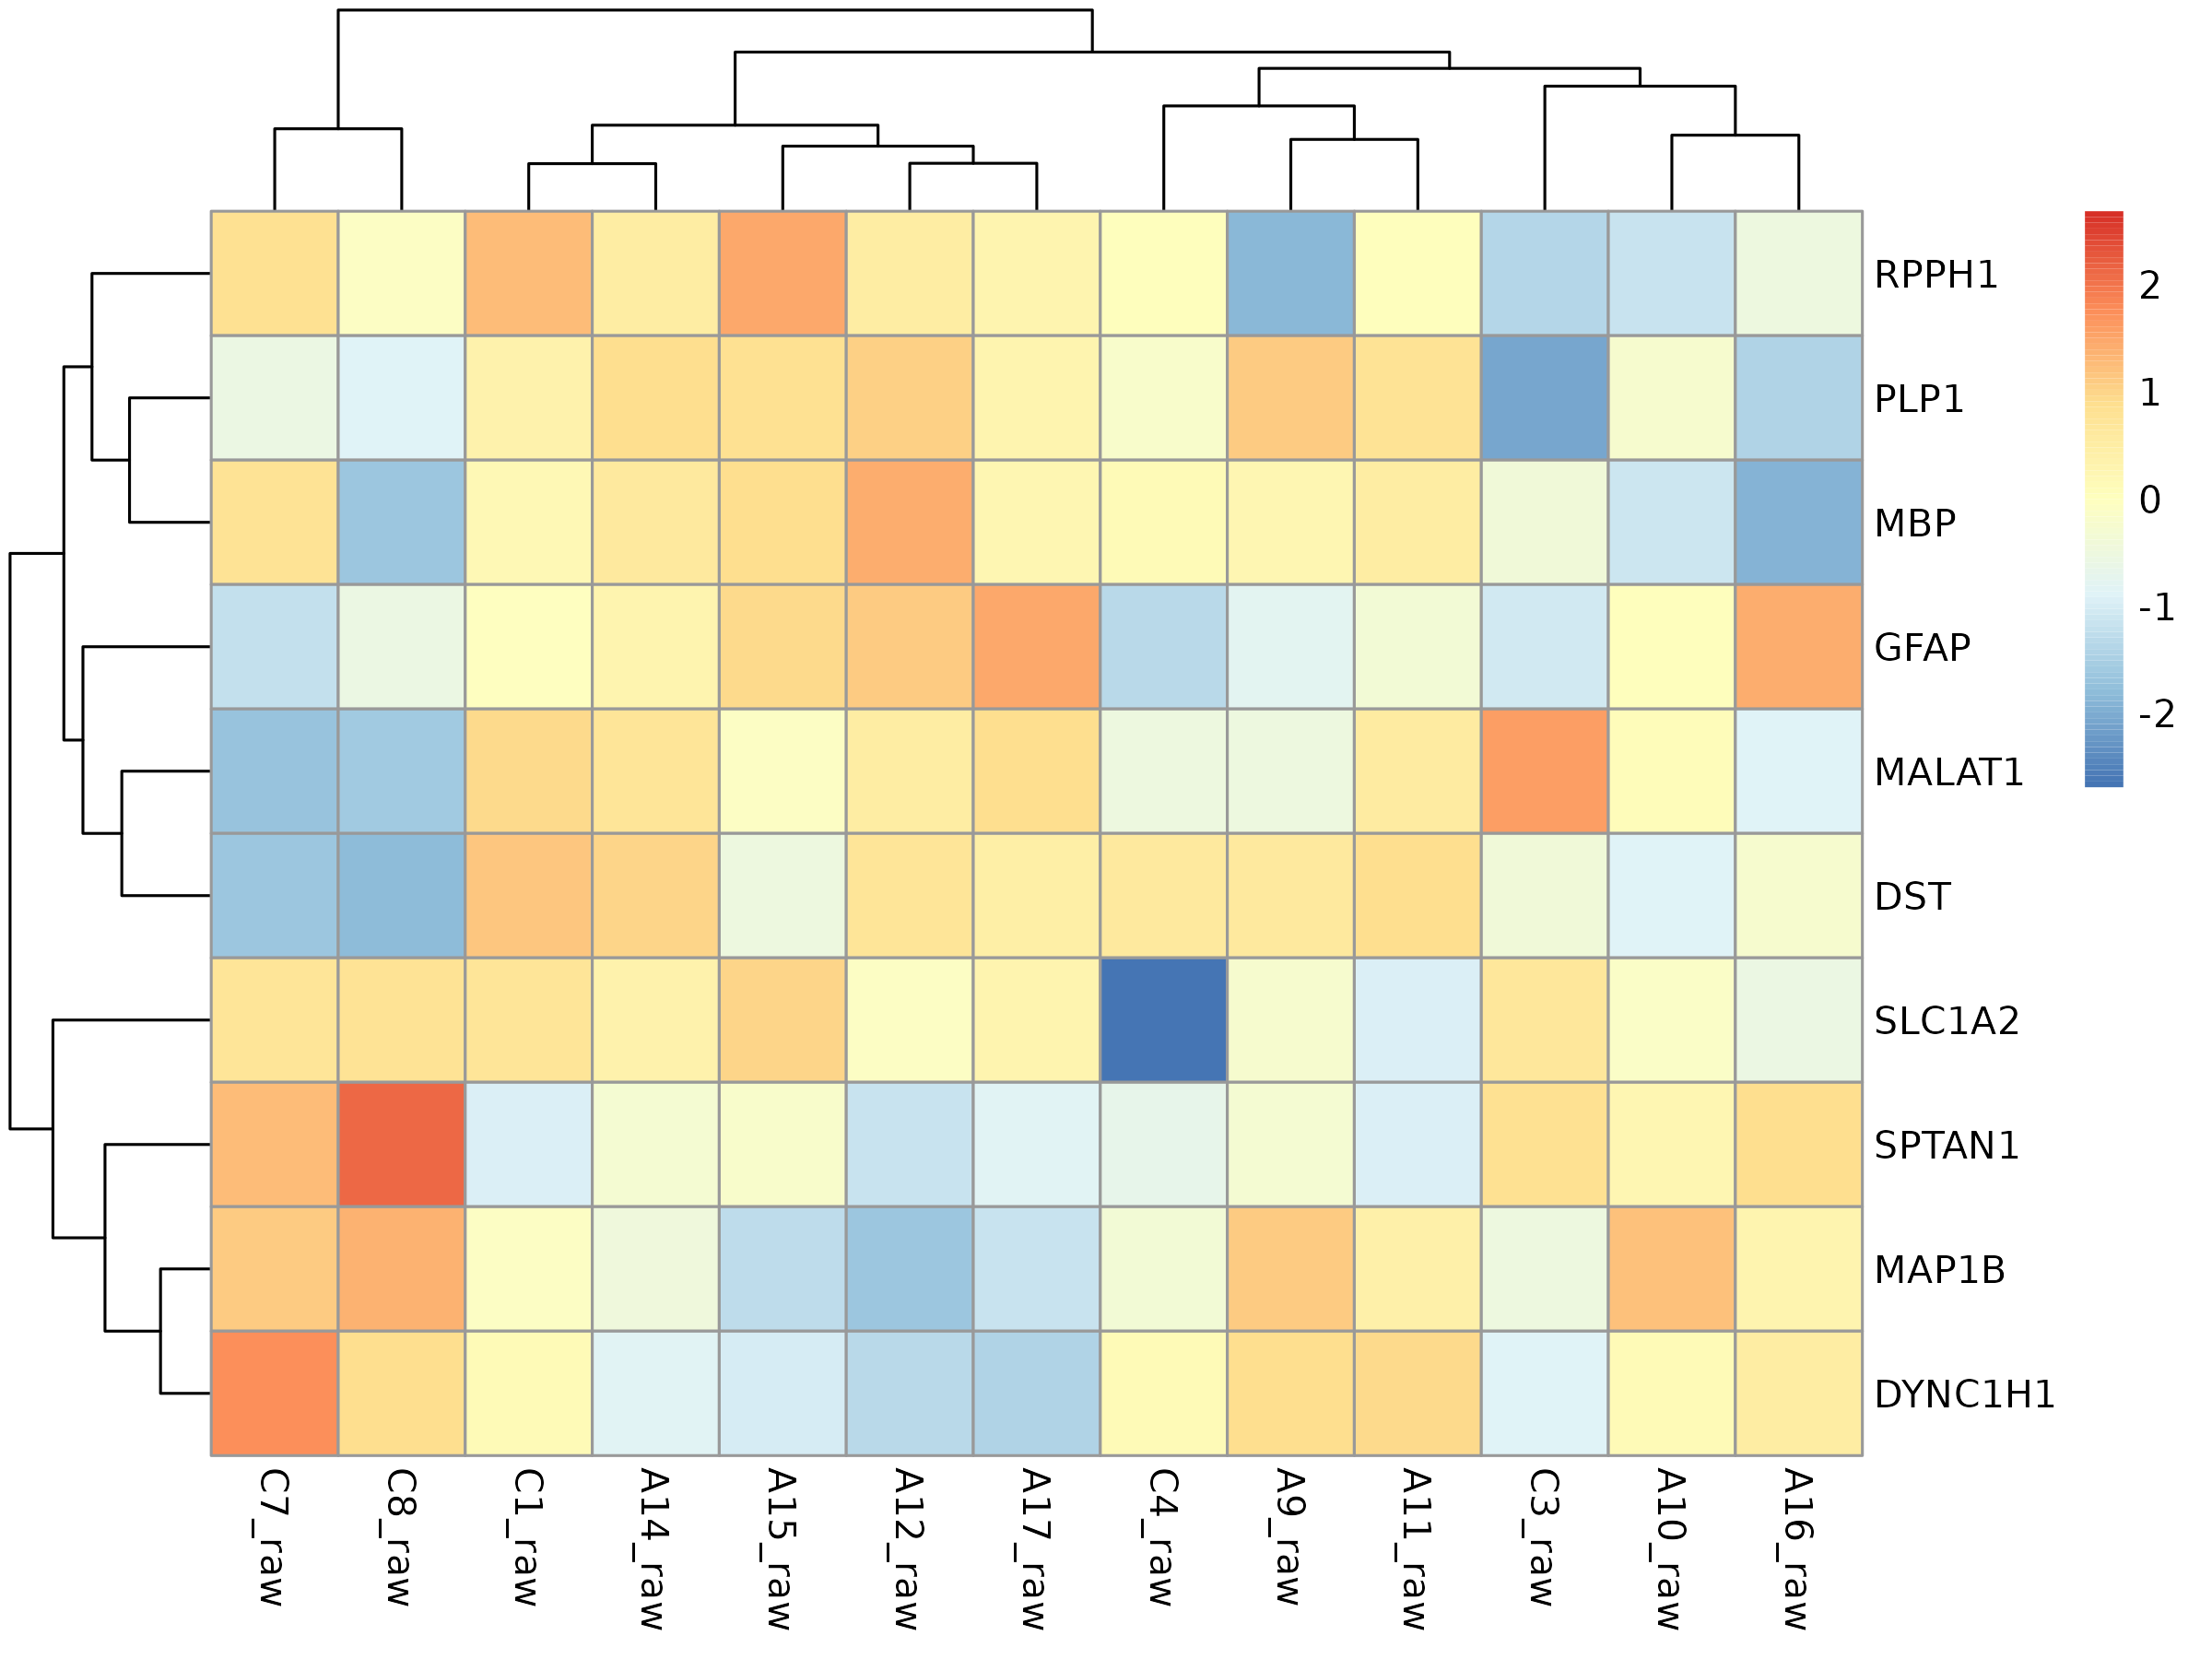 RPPH1
PLP1
MBP
GFAP
MALAT1
DST
SLC1A2
SPTAN1
MAP1B
DYNC1H1
2
1
0
-1
-2
C7_raw
C8_raw
C1_raw
A14_raw
A15_raw
A12_raw
A17_raw
C4_raw
A9_raw
A11_raw
C3_raw
A10_raw
A16_raw